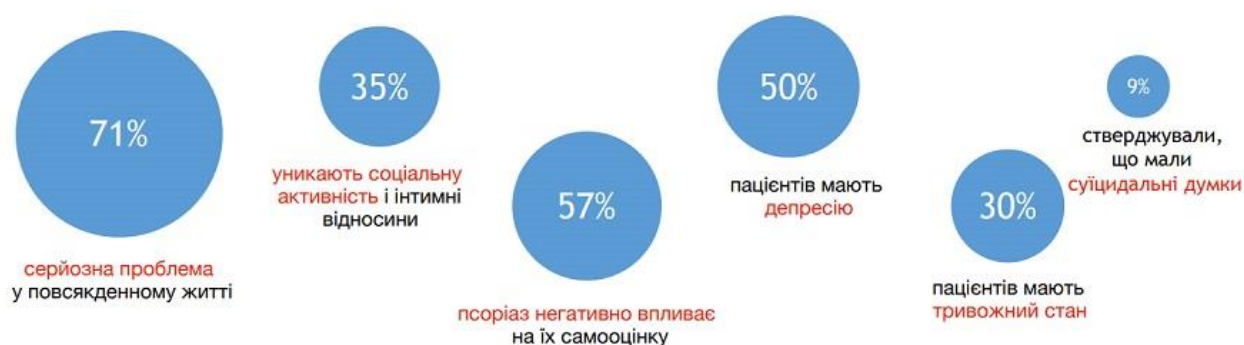 71%
серйозна проблема
у повсякденному житті
35%
уникають соціальну
активність і інтимні
відносини
57%
псоріаз негативно впливає
на їх самооцінку
50%
пацієнтів мають
депресію
30%
пацієнтів мають
тривожний стан
9%
стверджували,
що мали
суїцидальні думки